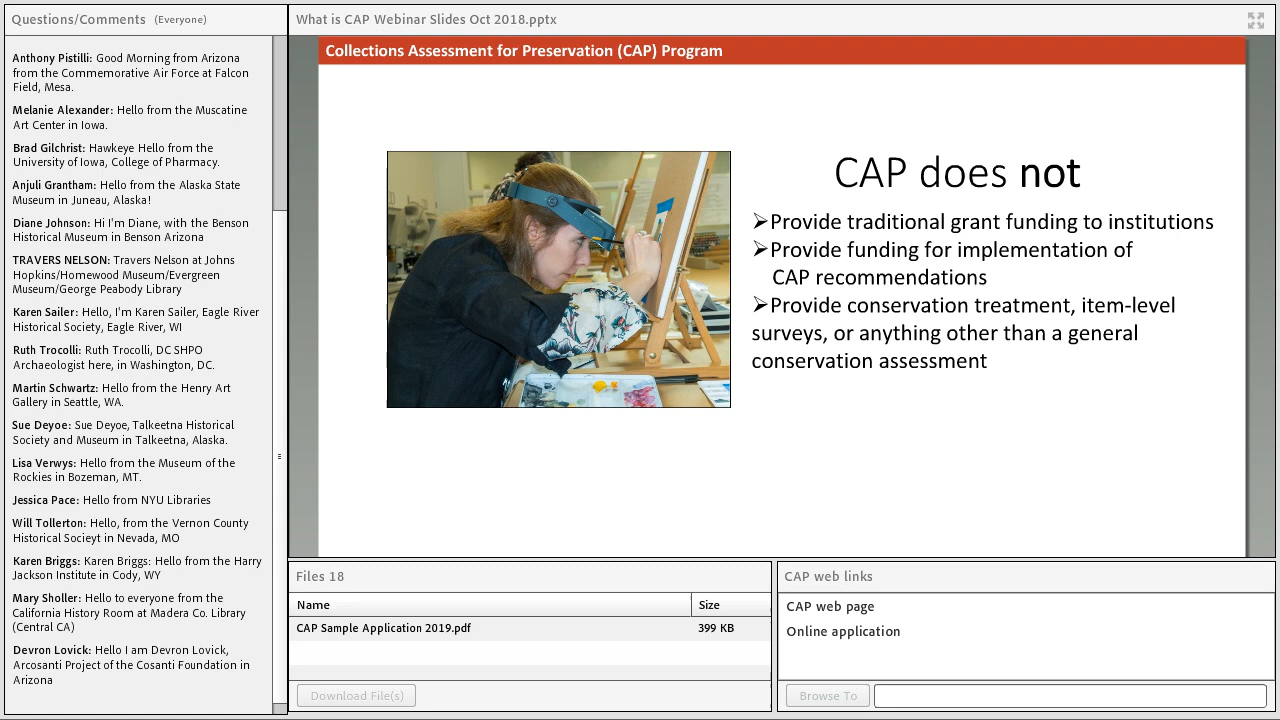 Questions/Comments (Everyone)
Anthony Pistilli: Good Morning from Arizona
from the Commemorative Air Force at Falcon
Field, Mesa.
Melanie Alexander: Hello from the Muscatine
Art Center in Iowa.
Brad Gilchrist: Hawkeye Hello from the
University of Iowa, College of Pharmacy.
Anjuli Grantham: Hello from the Alaska State
Museum in Juneau, Alaska!
Diane Johnson: Hi I'm Diane, with the Benson
Historical Museum in Benson Arizona
TRAVERS NELSON: Travers Nelson at Johns
Hopkins/Homewood Museum/Evergreen
Museum/George Peabody Library
Karen Sailer: Hello, I'm Karen Sailer, Eagle River
Historical Society, Eagle River, WI
Ruth Trocolli: Ruth Trocolli, DC SHPO
Archaeologist here, in Washington, DC.
Martin Schwartz: Hello from the Henry Art
Gallery in Seattle, WA.
Sue Deyoe: Sue Deyoe, Talkeetna Historical
Society and Museum in Talkeetna, Alaska.
Lisa Verwys: Hello from the Museum of the
Rockies in Bozeman, MT.
Jessica Pace: Hello from NYU Libraries
Will Tollerton: Hello, from the Vernon County
Historical Socieyt in Nevada, MO
Karen Briggs: Karen Briggs: Hello from the Harry
Jackson Institute in Cody, WY
Mary Sholler: Hello to everyone from the
California History Room at Madera Co. Library
(Central CA)
Devron Lovick: Hello I am Devron Lovick,
Arcosanti Project of the Cosanti Foundation in
Arizona
What is CAP Webinar Slides Oct 2018.pptx
Collections Assessment for Preservation (CAP) Program
CAP does not
➢Provide traditional grant funding to institutions
➢Provide funding for implementation of
CAP recommendations
➢Provide conservation treatment, item-level
surveys, or anything other than a general
conservation assessment
Files 18
Name Size
CAP Sample Application 2019.pdf 399 KB
Download File(s)
CAP web links
CAP web page
Online application
Browse To